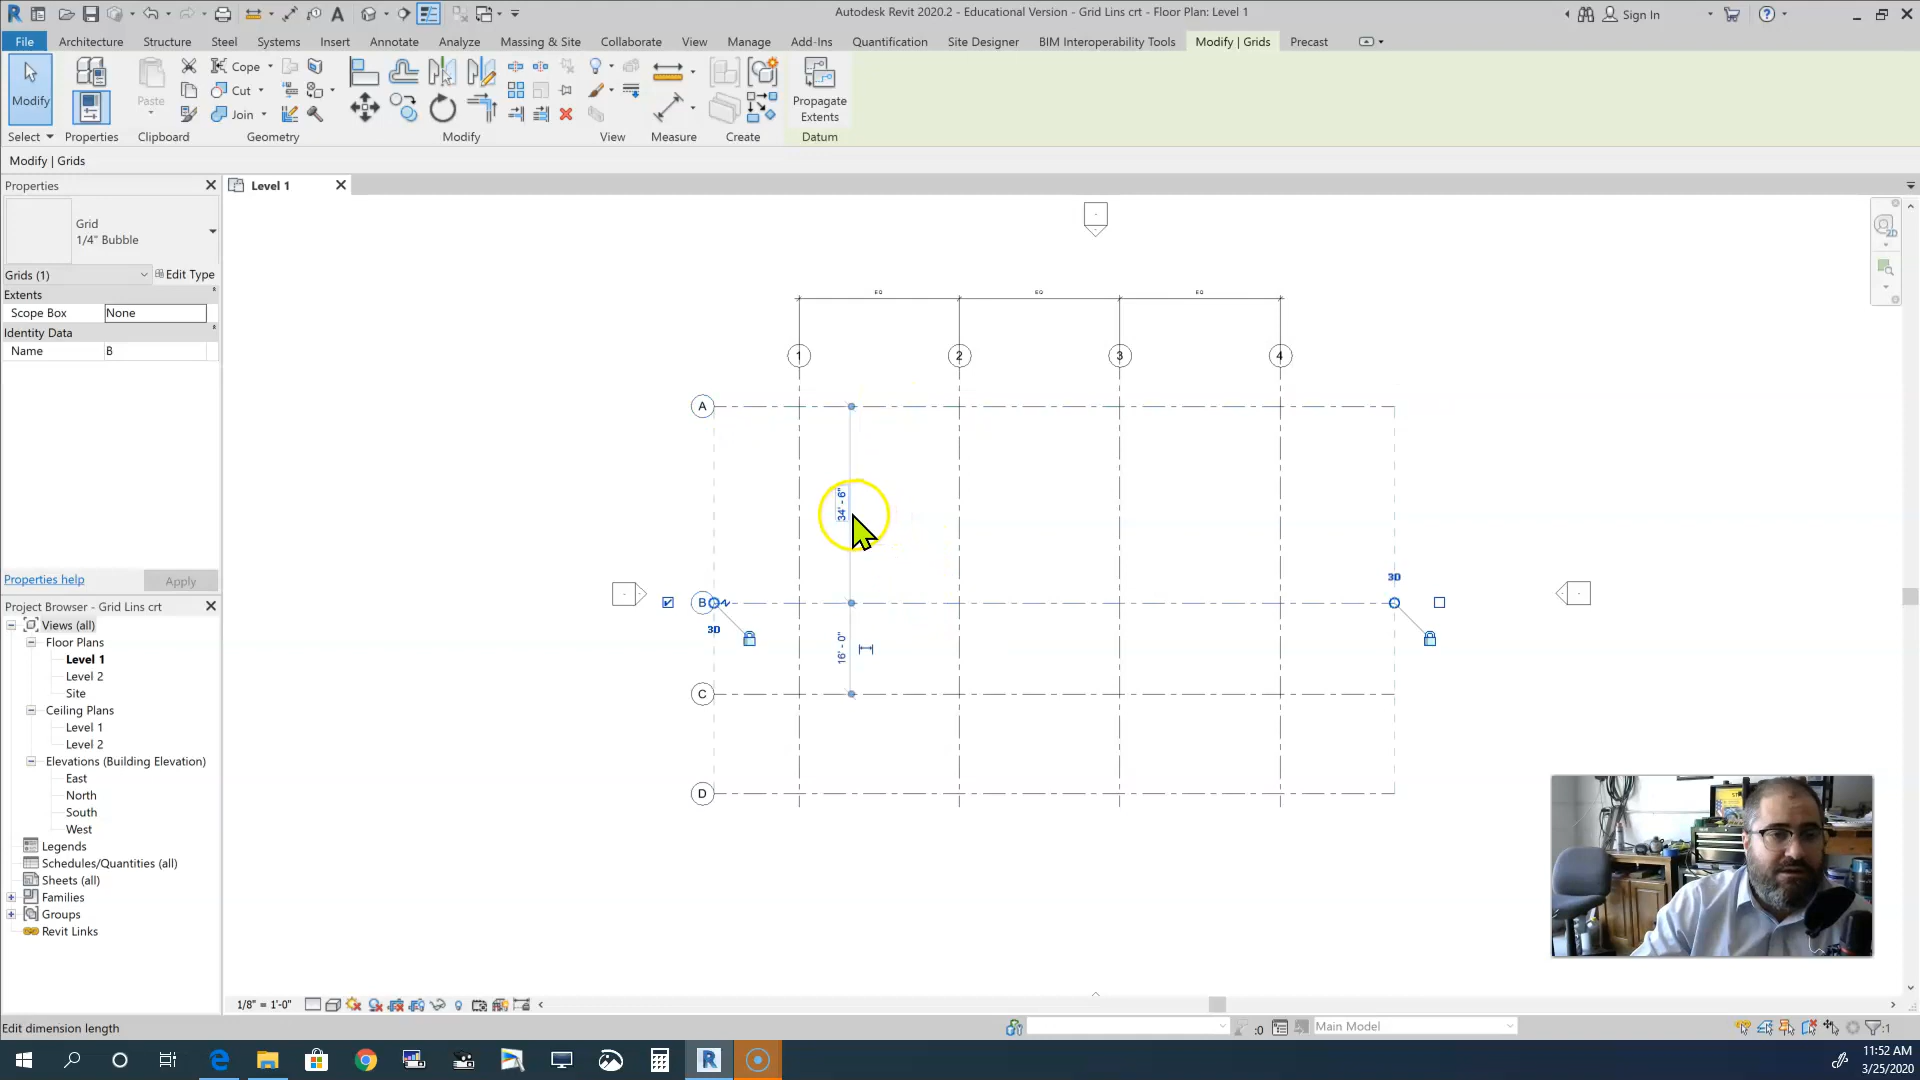 Autodesk Revit 2020.2 - Educational Version - Grid Lins crt - Floor Plan: Level 1
Sign In
File Architecture Structure Steel Systems Insert Annotate Analyze Massing & Site Collaborate View Manage Add-Ins Quantification Site Designer BIM Interoperability Tools Modify | Grids Precast
Modify
Paste
Cope
Cut
Join
Propagate
Extents
Select Properties Clipboard Geometry Modify View Measure Create Datum
Modify | Grids
Properties
Level 1
Grid
1/4" Bubble
Grids (1)
Edit Type
Extents
Scope Box None
Identity Data
Name B
Properties help
Apply
Project Browser - Grid Lins crt
Views (all)
Floor Plans
Level 1
Level 2
Site
Ceiling Plans
Level 1
Level 2
Elevations (Building Elevation)
East
North
South
West
Legends
Schedules/Quantities (all)
Sheets (all)
Families
Groups
Revit Links
2D
EQ EQ EQ
1 2 3 4
A
34' - 6"
3D
B
3D
16' - 0"
C
D
1/8" = 1'-0"
Edit dimension length
:0
Main Model
:1
11:52 AM
3/25/2020